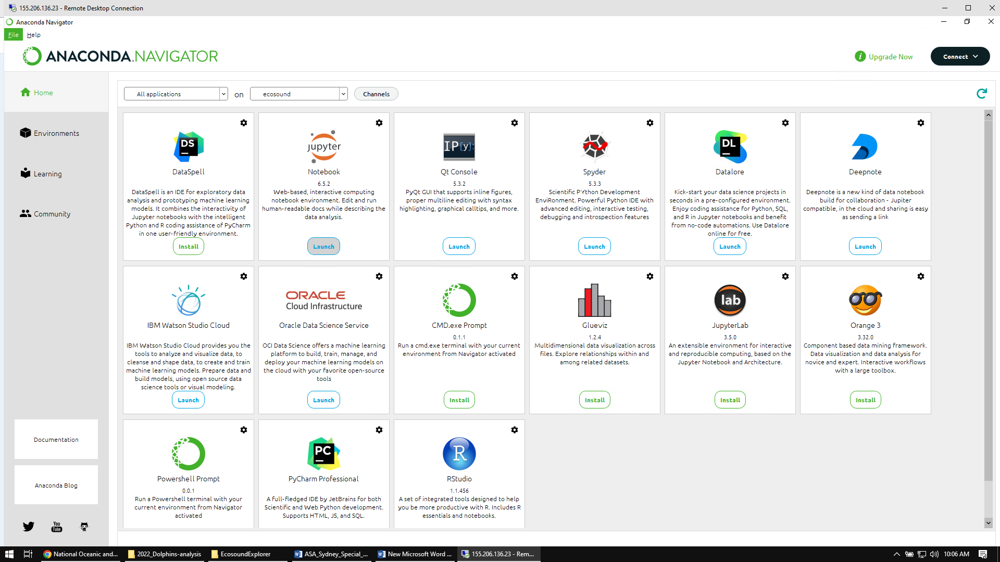 155.206.136.23 - Remote Desktop Connection
Anaconda Navigator
File Help
ANACONDA.NAVIGATOR
i Upgrade Now
Connect
Home
Environments
Learning
Community
Documentation
Anaconda Blog
You
Tube
All applications on ecosound Channels
DS
DataSpell
DataSpell is an IDE for exploratory data
analysis and prototyping machine learning
models. It combines the interactivity of
Jupyter notebooks with the intelligent
Python and R coding assistance of PyCharm
in one user-friendly environment.
Install
jupyter
Notebook
6.5.2
Web-based, interactive computing
notebook environment. Edit and run
human-readable docs while describing the
data analysis.
Launch
IP[y]:
Qt Console
5.3.2
PyQt GUI that supports inline figures,
proper multiline editing with syntax
highlighting, graphical calltips, and more.
Launch
Spyder
5.3.3
Scientific PYthon Development
EnviRonment. Powerful Python IDE with
advanced editing, interactive testing,
debugging and introspection features
Launch
DL
Datalore
Kick-start your data science projects in
seconds in a pre-configured environment.
Enjoy coding assistance for Python, SQL,
and R in Jupyter notebooks and benefit
from no-code automations. Use Datalore
online for free.
Launch
Deepnote
Deepnote is a new kind of data notebook
build for collaboration - Jupiter
compatible, in the cloud and sharing is easy
as sending a link
Launch
IBM Watson Studio Cloud
IBM Watson Studio Cloud provides you the
tools to analyze and visualize data, to
cleanse and shape data, to create and train
machine learning models. Prepare data and
build models, using open source data
science tools or visual modeling.
Launch
ORACLE
Cloud Infrastructure
Oracle Data Science Service
OCI Data Science offers a machine learning
platform to build, train, manage, and
deploy your machine learning models on
the cloud with your favorite open-source
tools
Launch
CMD.exe Prompt
0.1.1
Run a cmd.exe terminal with your current
environment from Navigator activated
Install
Glueviz
1.2.4
Multidimensional data visualization across
files. Explore relationships within and
among related datasets.
Install
lab
JupyterLab
3.5.0
An extensible environment for interactive
and reproducible computing, based on the
Jupyter Notebook and Architecture.
Install
Orange 3
3.32.0
Component based data mining framework.
Data visualization and data analysis for
novice and expert. Interactive workflows
with a large toolbox.
Install
Powershell Prompt
0.0.1
Run a Powershell terminal with your
current environment from Navigator
activated
PC
PyCharm Professional
A full-fledged IDE by JetBrains for both
Scientific and Web Python development.
Supports HTML, JS, and SQL.
R
RStudio
1.1.456
A set of integrated tools designed to help
you be more productive with R. Includes R
essentials and notebooks.
National Oceanic and... 2022_Dolphins-analysis EcosoundExplorer ASA_Sydney_Special_... New Microsoft Word ... 155.206.136.23 - Rem... 10:06 AM